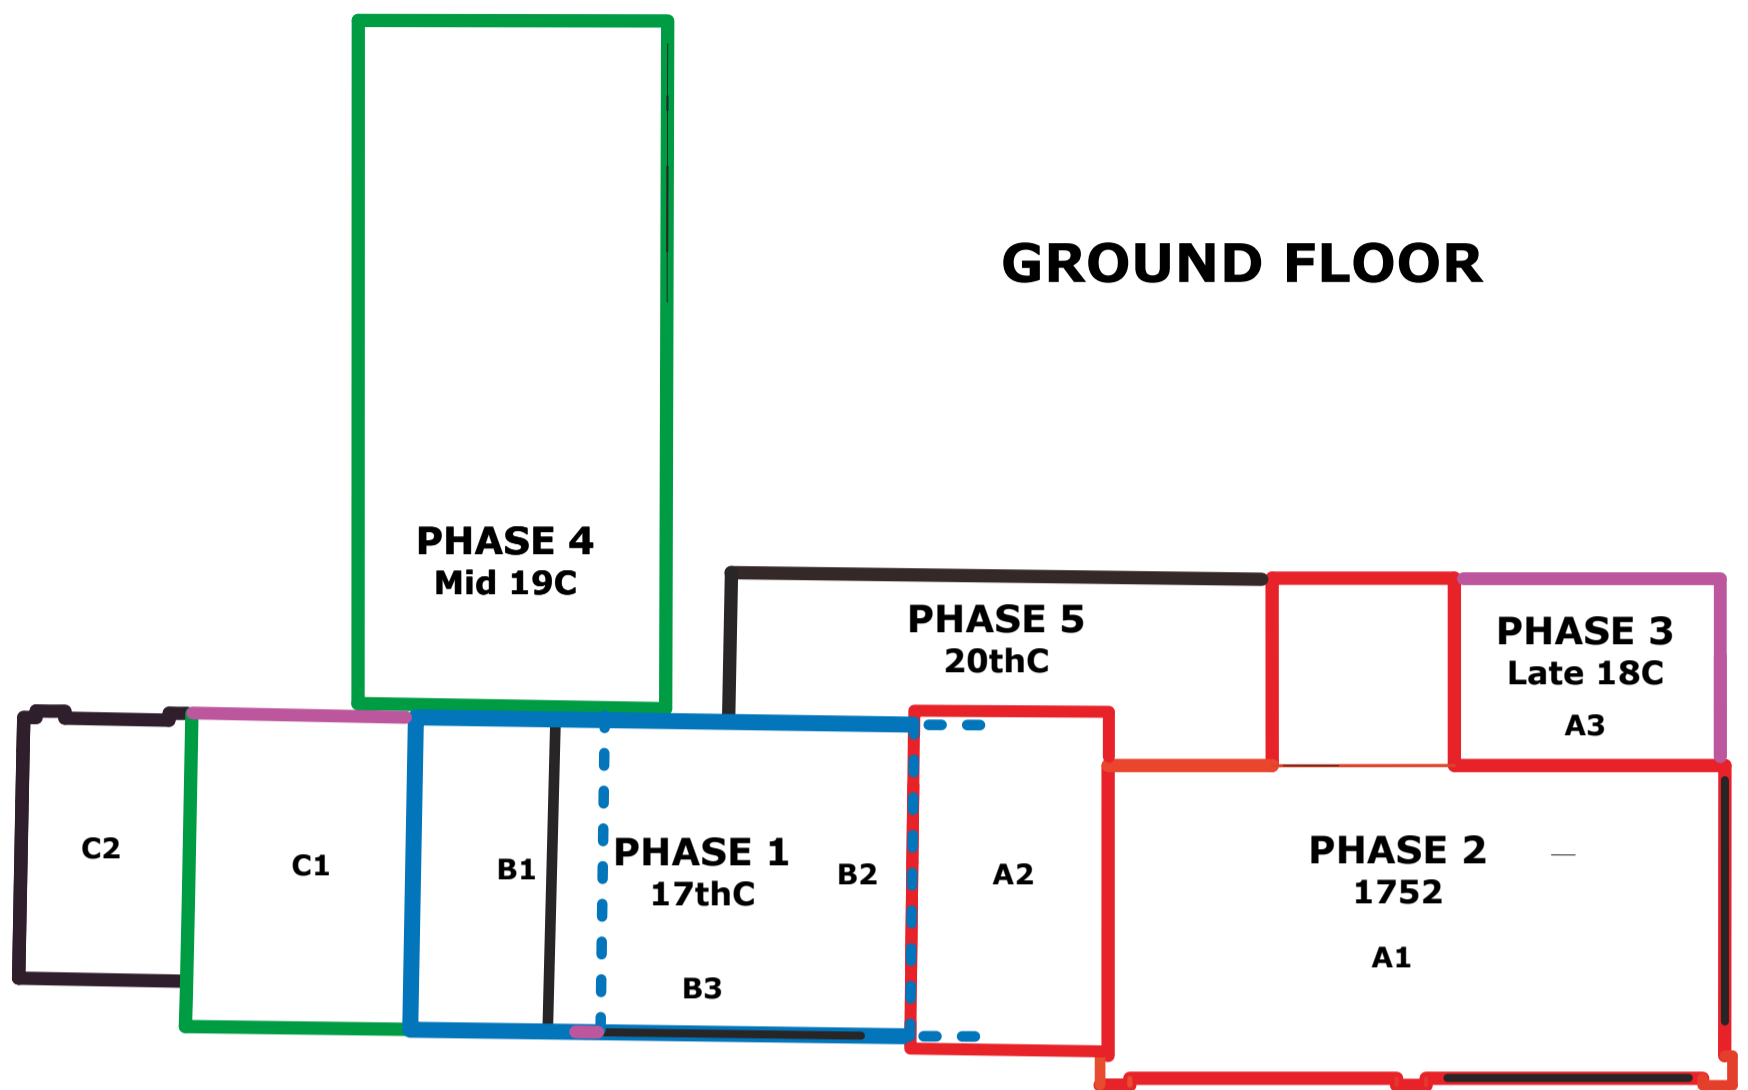 GROUND FLOOR
PHASE 4
Mid 19C
PHASE 5
20thC
PHASE 3
Late 18C
A3
C2
C1
B1
PHASE 1
17thC
B2
B3
A2
PHASE 2
1752
A1